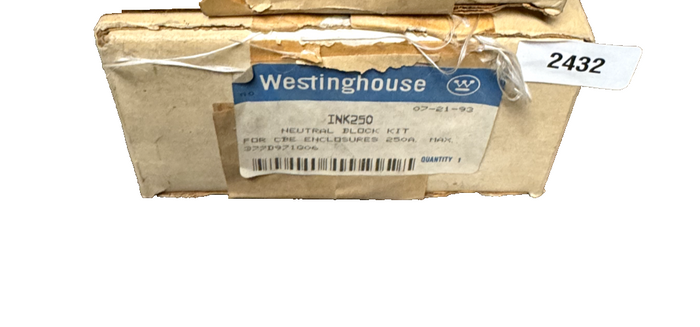 2432
Westinghouse
07-21-93
INK250
NEUTRAL BLOCK KIT
FOR CDE ENCLOSURES 250A. MAX.
QUANTITY 1